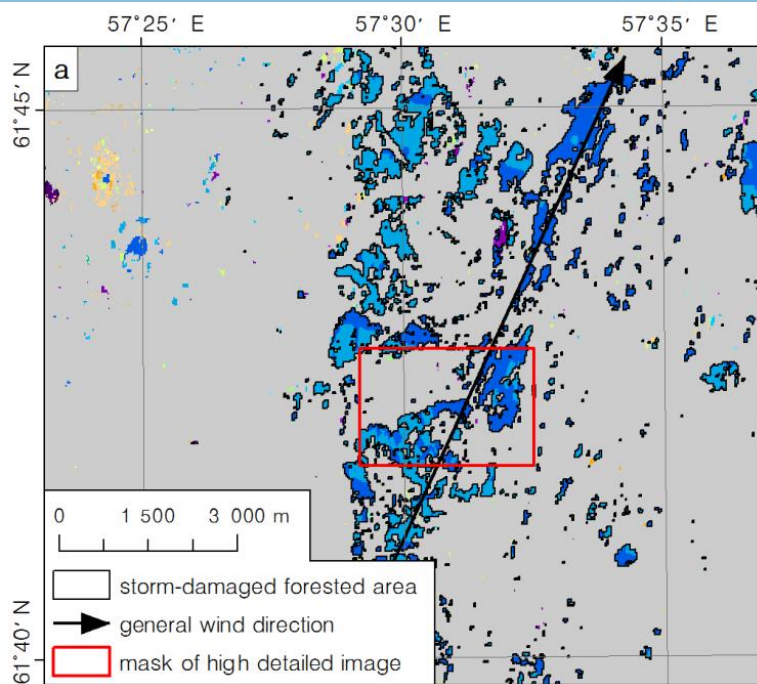 57°25′ E 57°30′ E 57°35′ E
a
61°45′ N
0 1 500 3 000 m
storm-damaged forested area
general wind direction
mask of high detailed image
61°40′ N